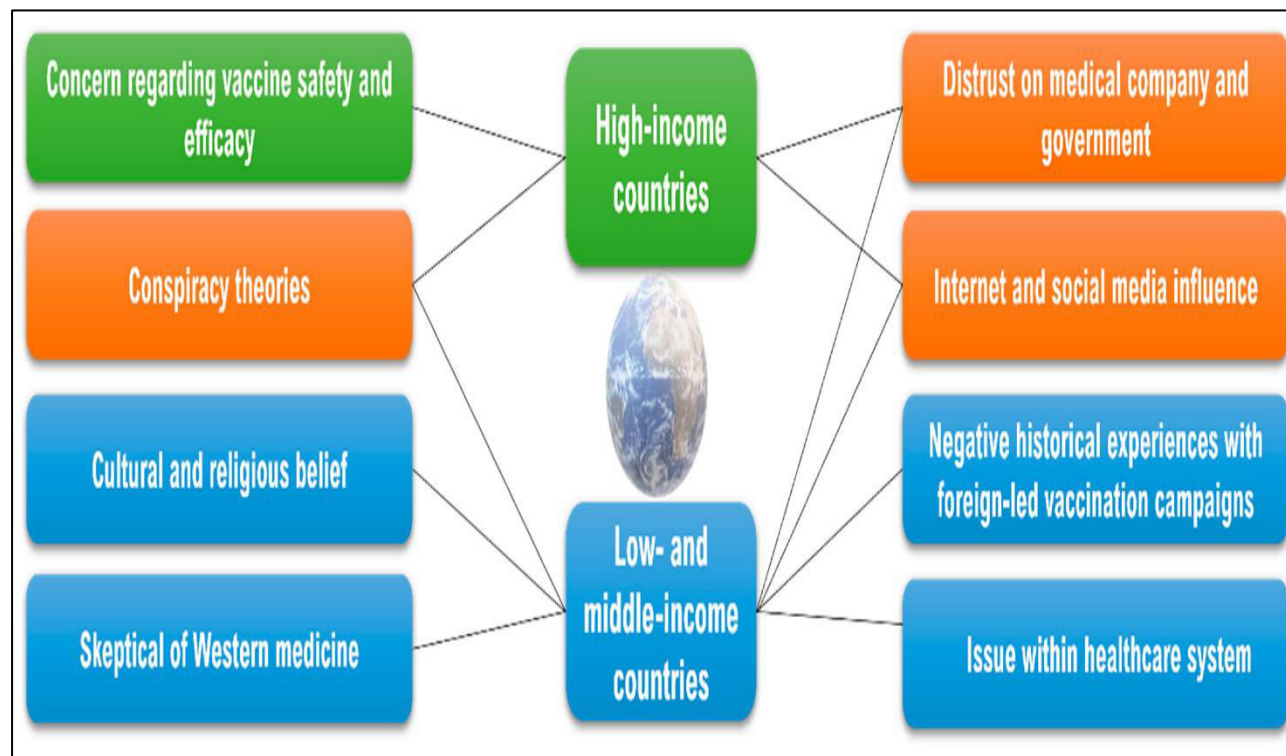 Concern regarding vaccine safety and
efficacy
Conspiracy theories
Cultural and religious belief
Skeptical of Western medicine
High-income
countries
Low- and
middle-income
countries
Distrust on medical company and
government
Internet and social media influence
Negative historical experiences with
foreign-led vaccination campaigns
Issue within healthcare system